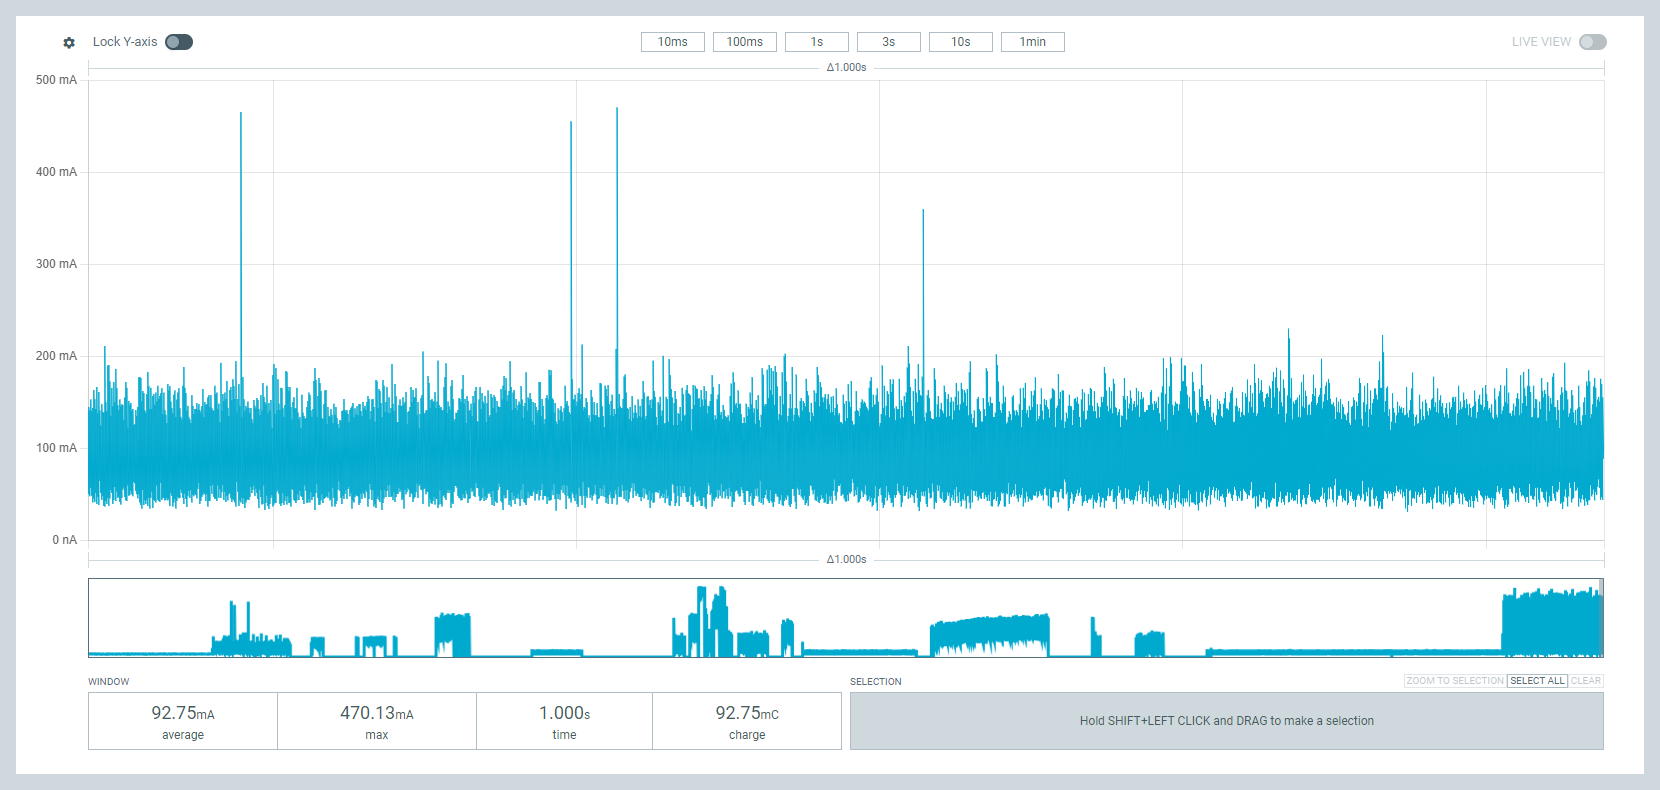 Lock Y-axis
10ms 100ms 1s 3s 10s 1min
LIVE VIEW
Δ1.000s
500 mA
400 mA
300 mA
200 mA
100 mA
0 nA
Δ1.000s
WINDOW
92.75mA
average
470.13mA
max
1.000s
time
92.75mC
charge
SELECTION
ZOOM TO SELECTION SELECT ALL CLEAR
Hold SHIFT+LEFT CLICK and DRAG to make a selection